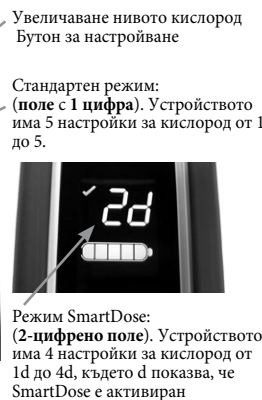 Увеличаване нивото кислород
Бутон за настройване
Стандартен режим:
(поле с 1 цифра). Устройството
има 5 настройки за кислород от 1
до 5.
2d
Режим SmartDose:
(2-цифрено поле). Устройството
има 4 настройки за кислород от
1d до 4d, където d показва, че
SmartDose е активиран